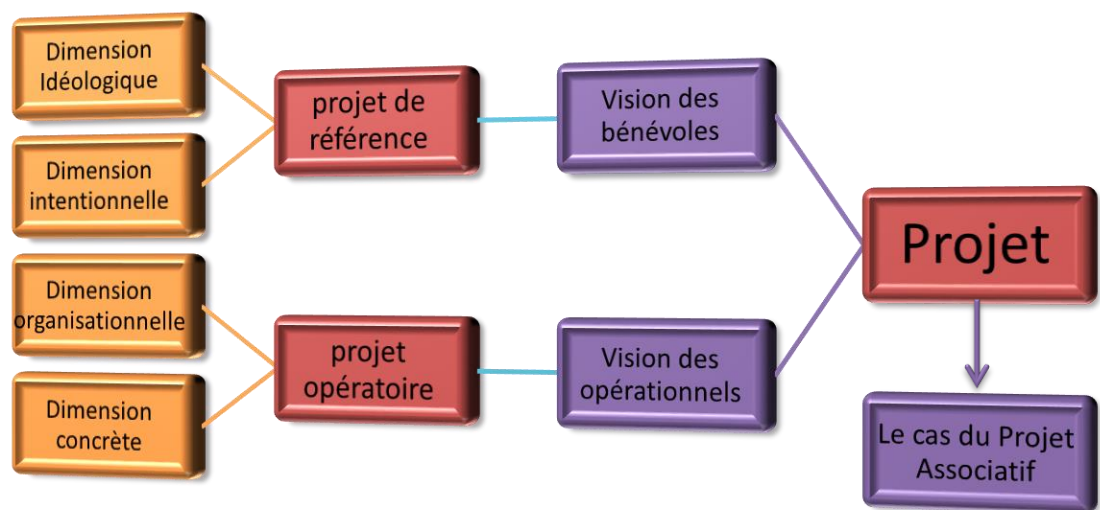 Dimension
Idéologique
Dimension
intentionnelle
Dimension
organisationnelle
Dimension
concrète
projet de
référence
projet
opératoire
Vision des
bénévoles
Vision des
opérationnels
Projet
Le cas du Projet
Associatif